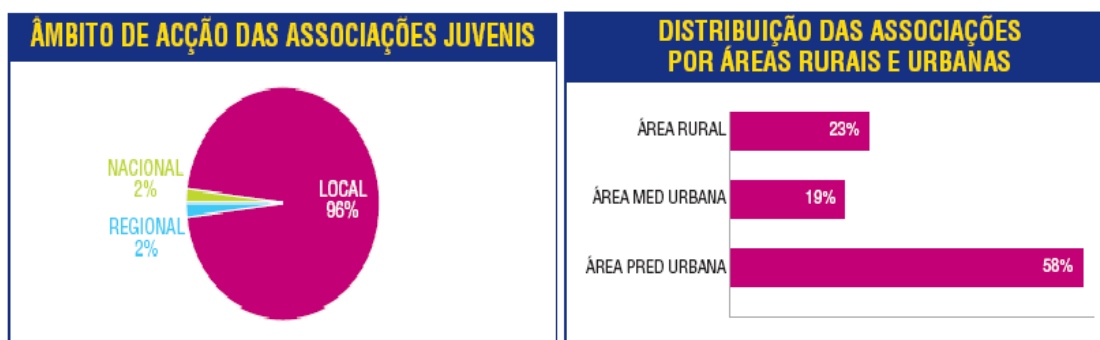 ÂMBITO DE ACÇÃO DAS ASSOCIAÇÕES JUVENIS
NACIONAL
2%
REGIONAL
2%
LOCAL
96%
DISTRIBUIÇÃO DAS ASSOCIAÇÕES
POR ÁREAS RURAIS E URBANAS
ÁREA RURAL
23%
ÁREA MED URBANA
19%
ÁREA PRED URBANA
58%